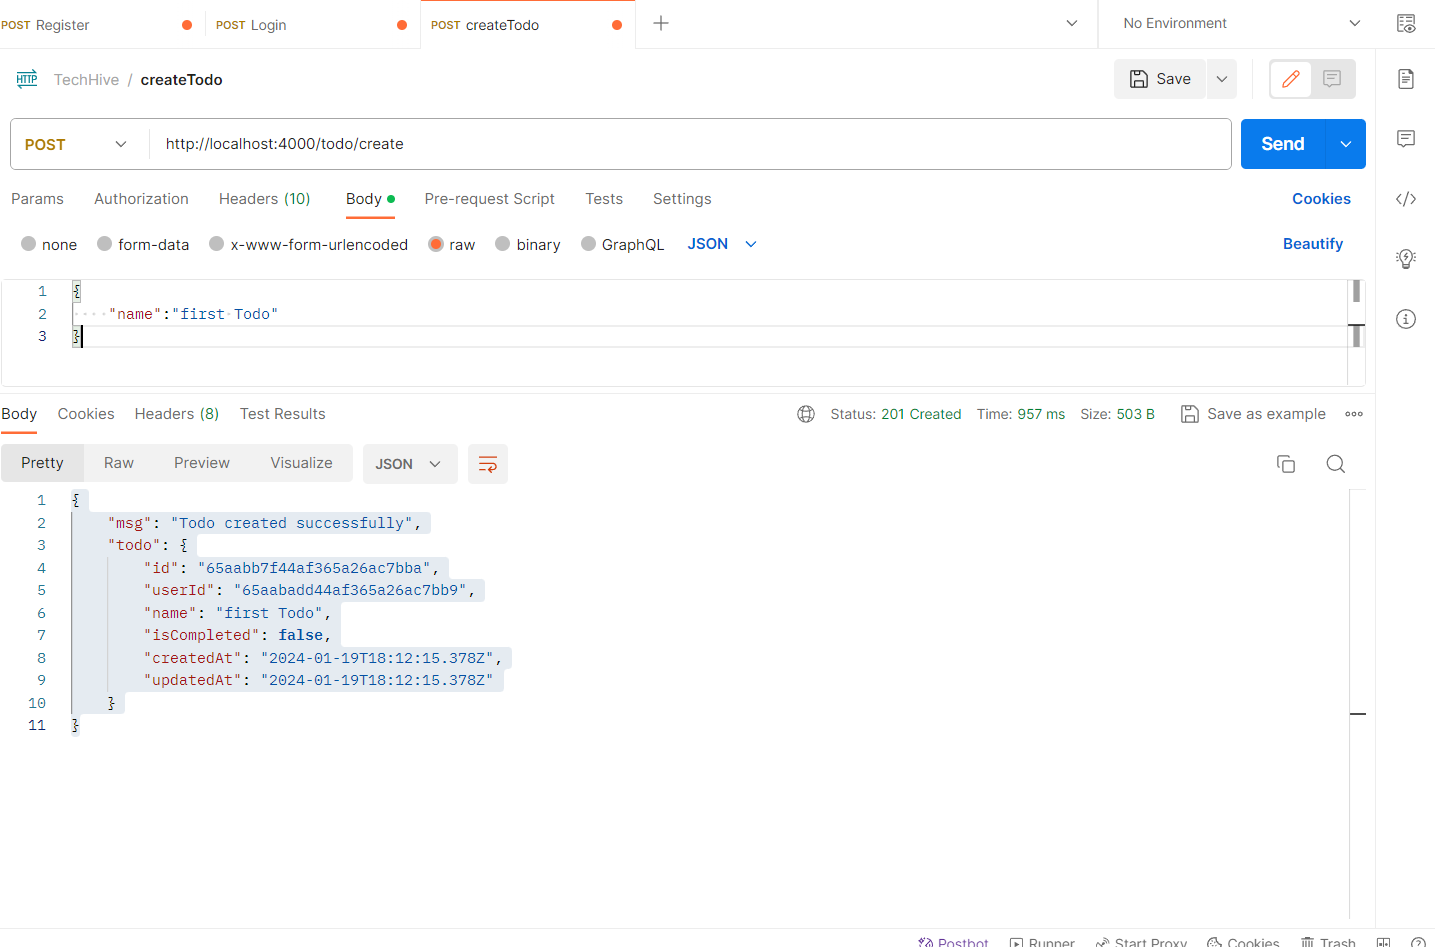 POST Register POST Login POST createTodo No Environment
HTTP TechHive / createTodo Save
POST http://localhost:4000/todo/create Send
Params Authorization Headers (10) Body Pre-request Script Tests Settings Cookies
none form-data x-www-form-urlencoded raw binary GraphQL JSON Beautify
1 {
2 "name":"first Todo"
3 }
Body Cookies Headers (8) Test Results Status: 201 Created Time: 957 ms Size: 503 B Save as example
Pretty Raw Preview Visualize JSON
1 {
2 "msg": "Todo created successfully",
3 "todo": {
4 "id": "65aabb7f44af365a26ac7bba",
5 "userId": "65aabadd44af365a26ac7bb9",
6 "name": "first Todo",
7 "isCompleted": false,
8 "createdAt": "2024-01-19T18:12:15.378Z",
9 "updatedAt": "2024-01-19T18:12:15.378Z"
10 }
11 }
Postbot Runner Start Proxy Cookies Trash